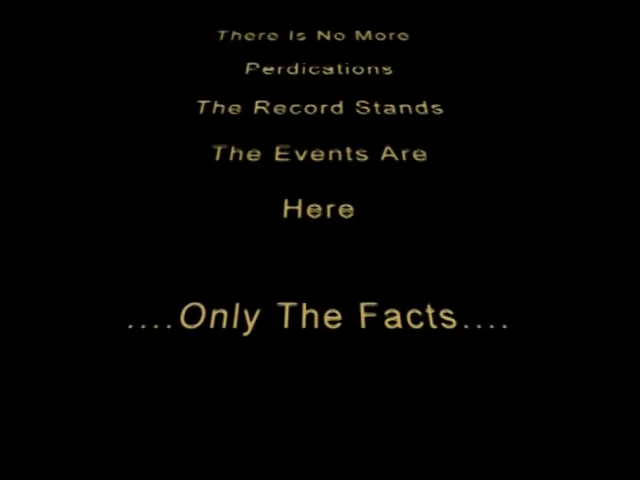 There Is No More
Perdications
The Record Stands
The Events Are
Here
....Only The Facts....